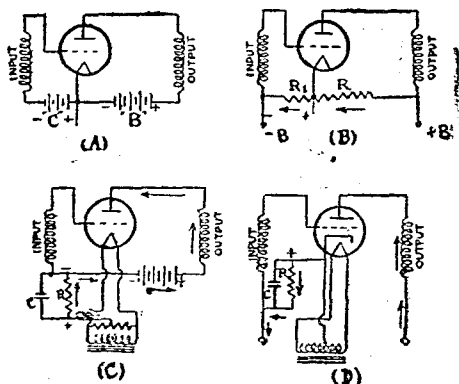 INPUT
OUTPUT
- "C" + - "B" +
(A)
INPUT
R1 R
OUTPUT
- +
-B
+B
(B)
INPUT
OUTPUT
C
R
- +
(C)
INPUT
OUTPUT
C
R
+
(D)